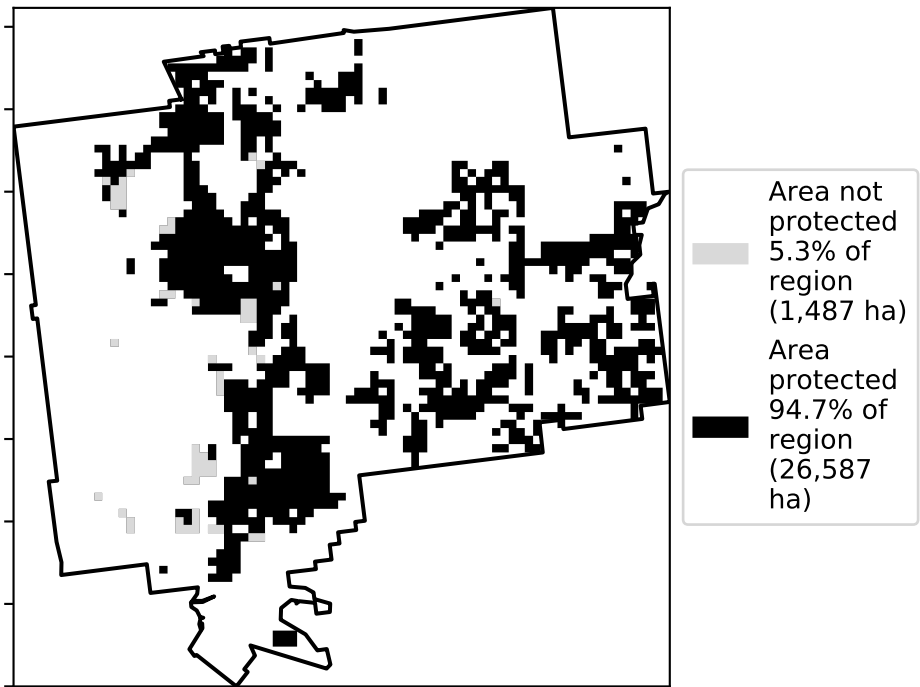 Area not
protected
5.3% of
region
(1,487 ha)
Area
protected
94.7% of
region
(26,587
ha)